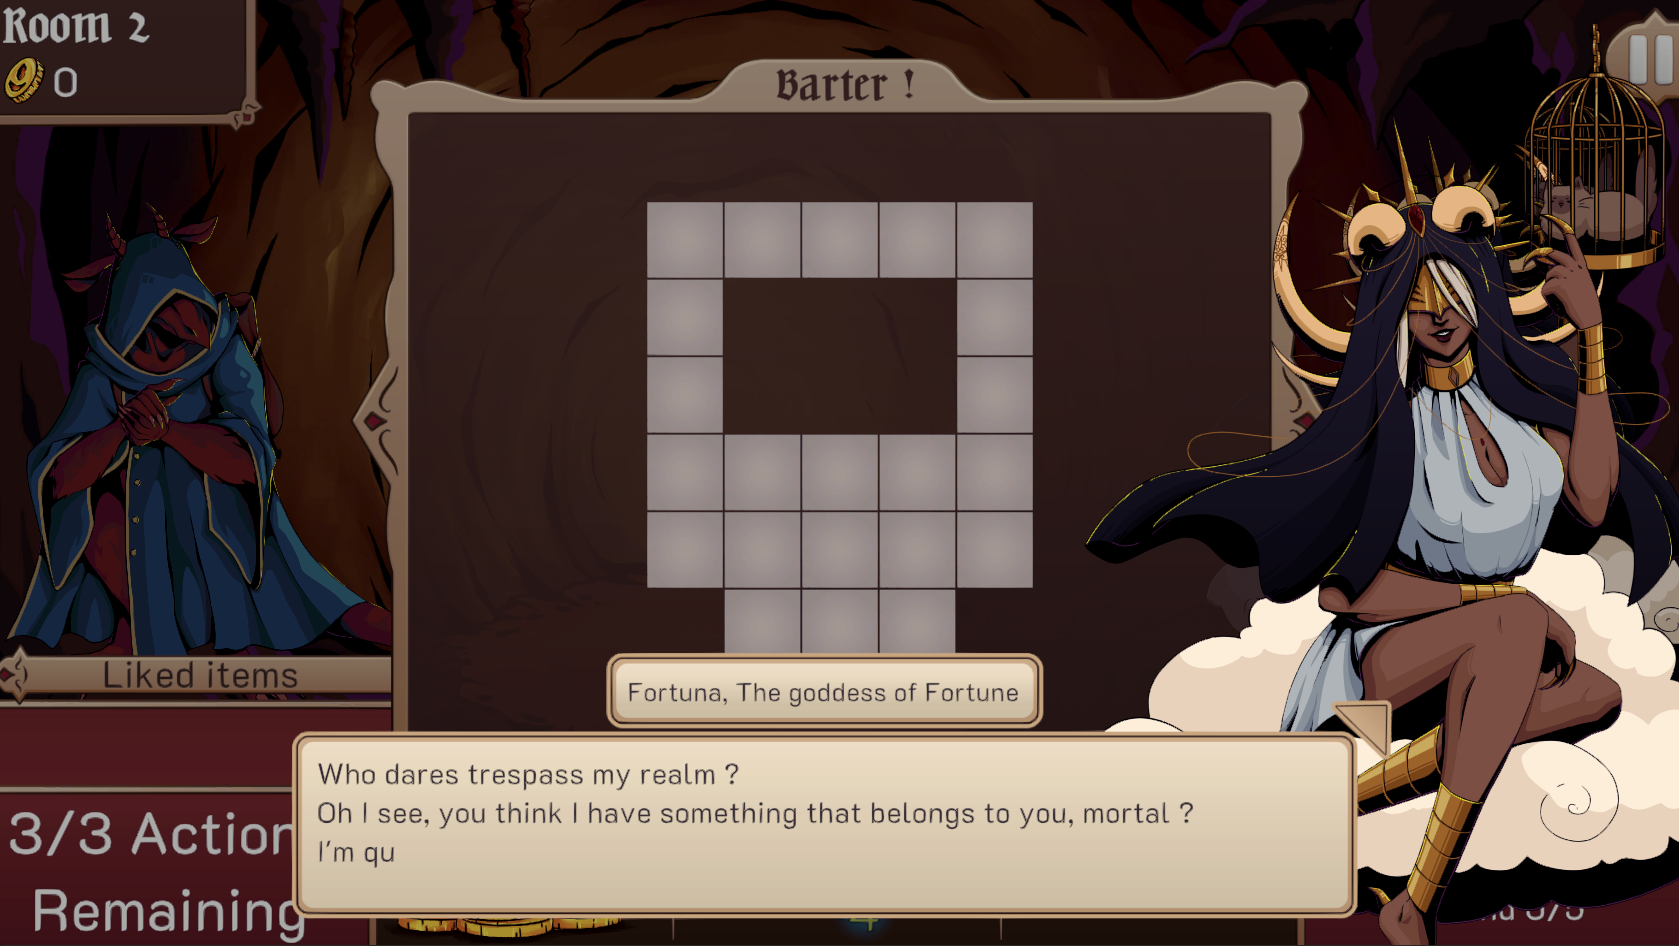 Room 2
0
Barter !
Liked items
Fortuna, The goddess of Fortune
Who dares trespass my realm ?
Oh I see, you think I have something that belongs to you, mortal ?
I'm qu
3/3 Action
Remaining